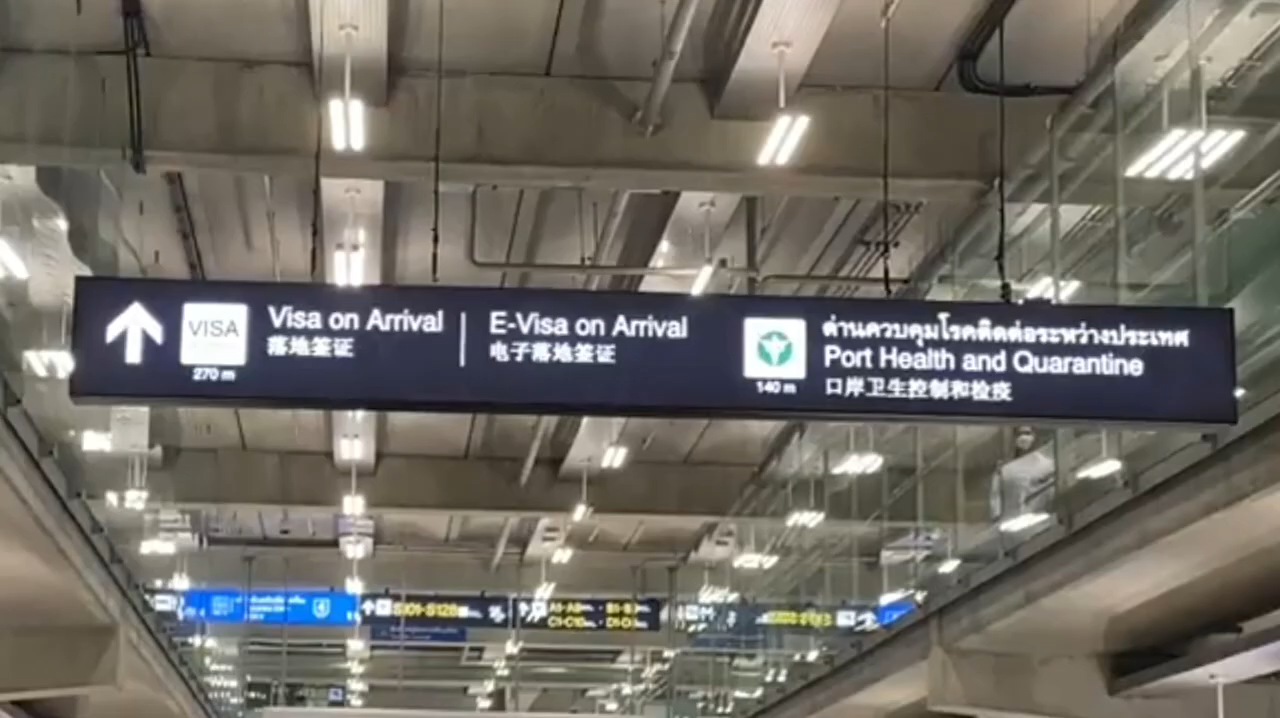 VISA
270 m
Visa on Arrival
落地签证
E-Visa on Arrival
电子落地签证
140 m
ด่านควบคุมโรคติดต่อระหว่างประเทศ
Port Health and Quarantine
口岸卫生控制和检疫
S101-S128